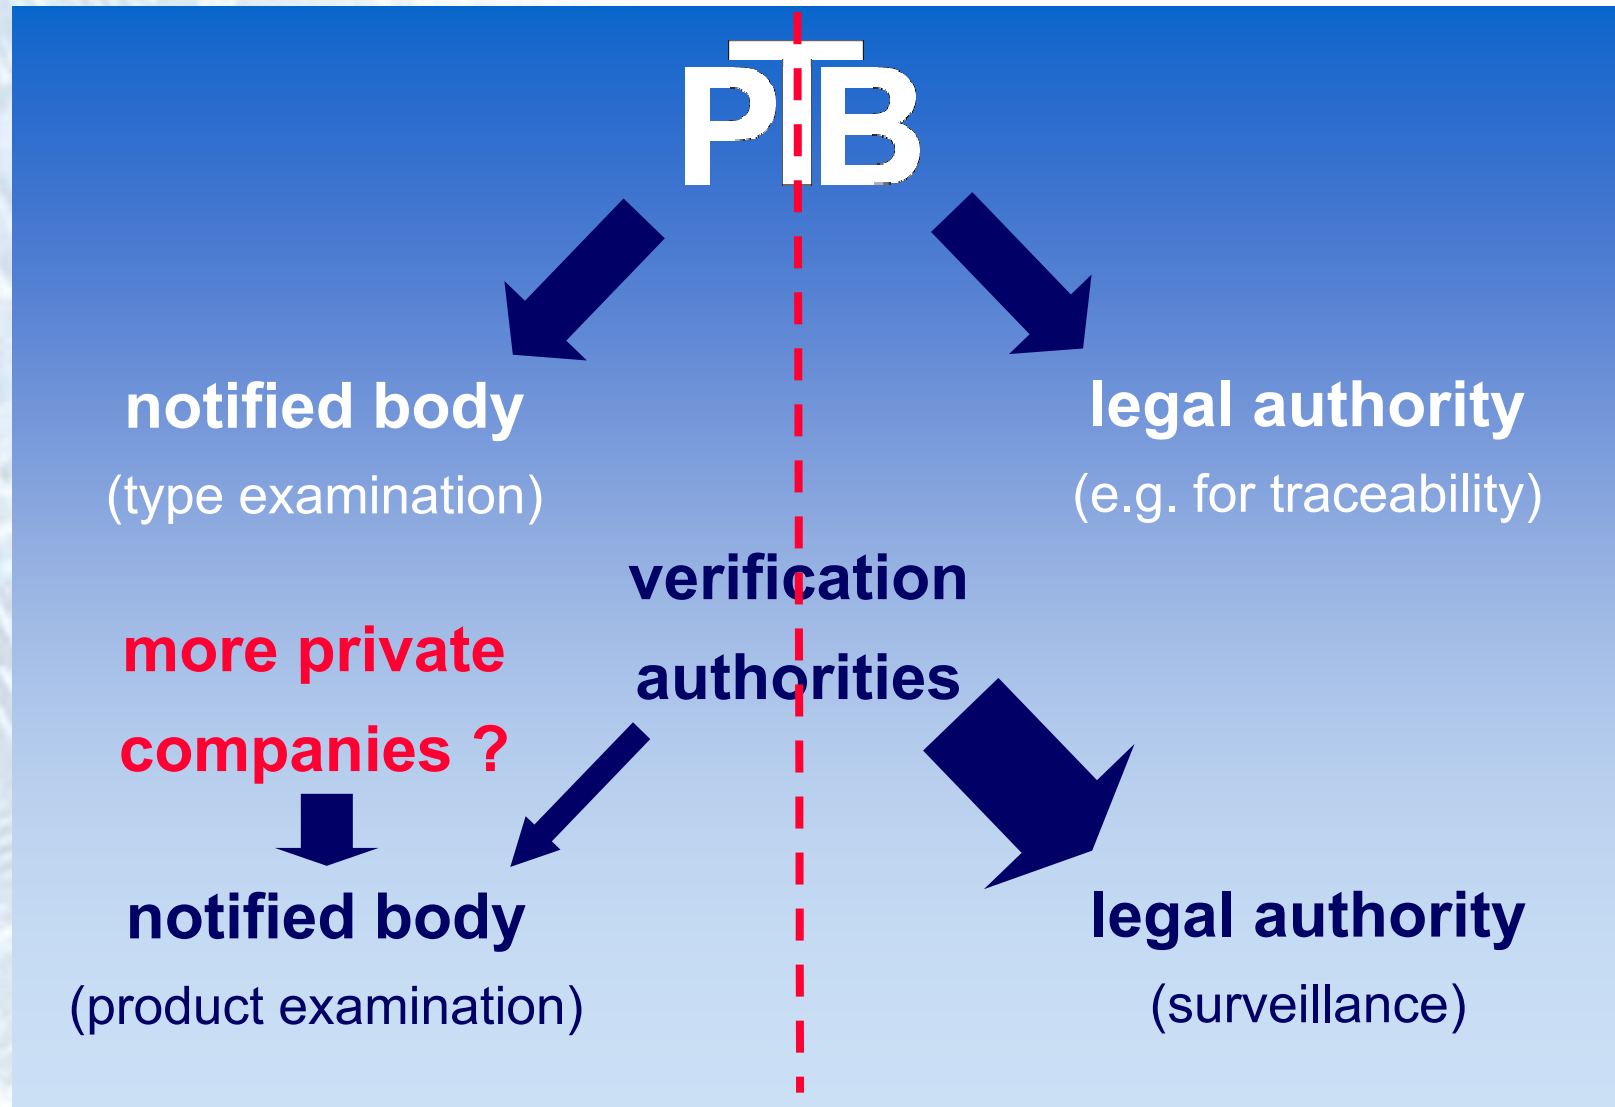 PTB
notified body
(type examination)
legal authority
(e.g. for traceability)
verification
authorities
more private
companies ?
notified body
(product examination)
legal authority
(surveillance)